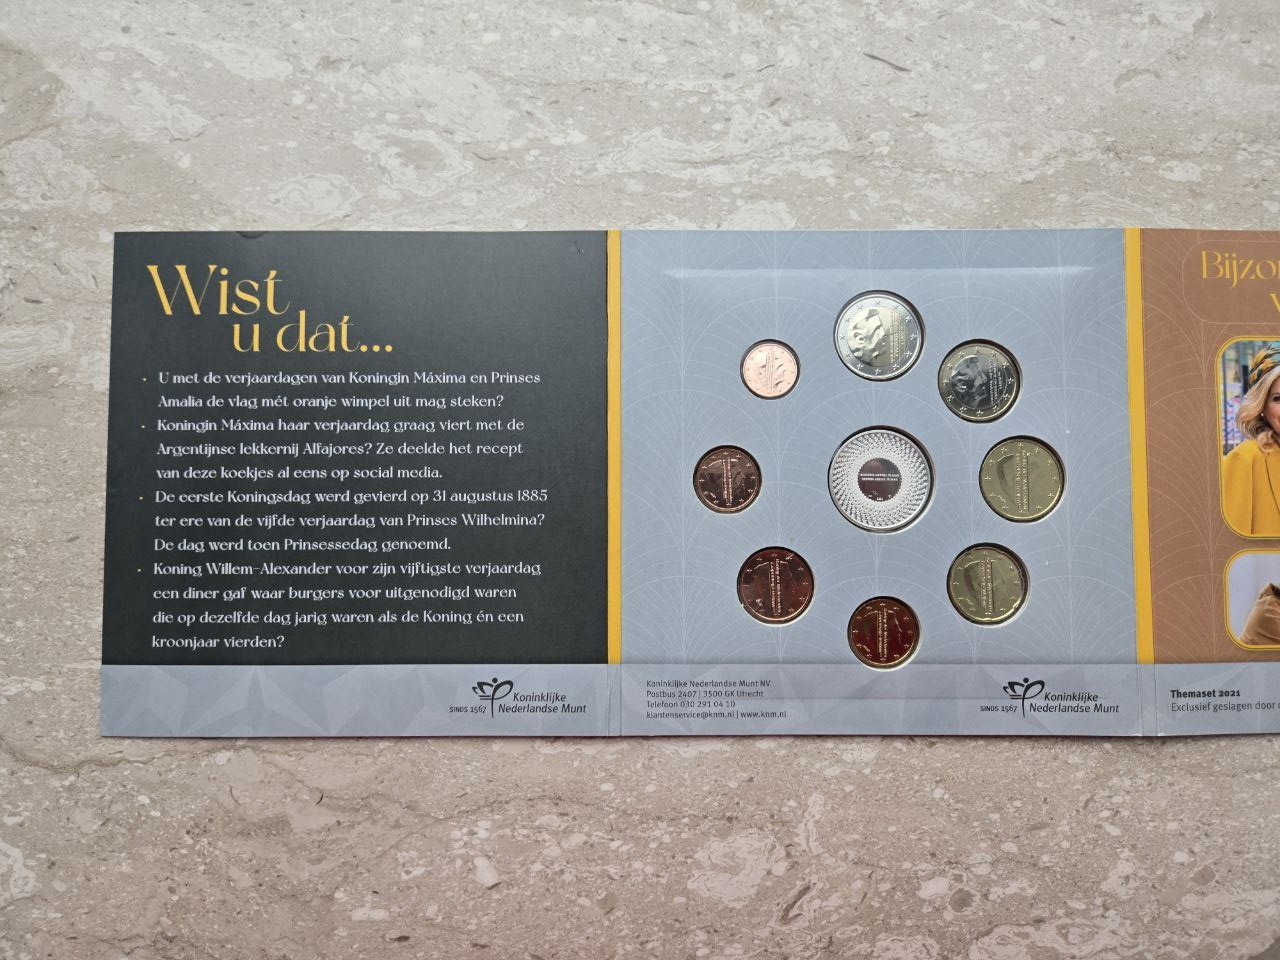 Wist
u dat...
· U met de verjaardagen van Koningin Máxima en Prinses
Amalia de vlag mét oranje wimpel uit mag steken?
· Koningin Máxima haar verjaardag graag viert met de
Argentijnse lekkernij Alfajores? Ze deelde het recept
van deze koekjes al eens op social media.
· De eerste Koningsdag werd gevierd op 31 augustus 1885
ter ere van de vijfde verjaardag van Prinses Wilhelmina?
De dag werd toen Prinsessedag genoemd.
· Koning Willem-Alexander voor zijn vijftigste verjaardag
een diner gaf waar burgers voor uitgenodigd waren
die op dezelfde dag jarig waren als de Koning én een
kroonjaar vierden?
SINDS 1567 Koninklijke
Nederlandse Munt
Koninklijke Nederlandse Munt NV
Postbus 2407 | 3500 GK Utrecht
Telefoon 030 291 04 10
klantenservice@knm.nl | www.knm.nl
SINDS 1567 Koninklijke
Nederlandse Munt
Themaset 2021
Exclusief geslagen door